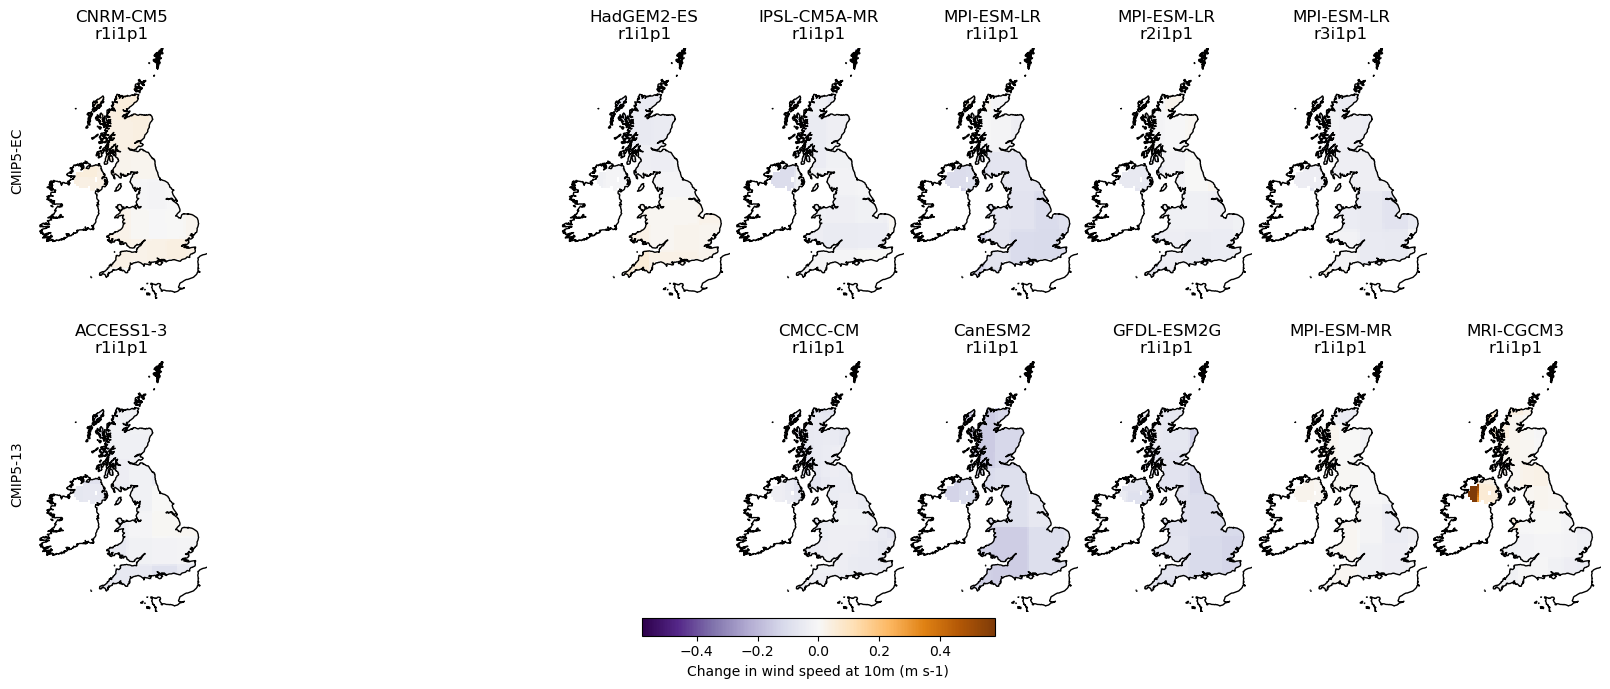 CNRM-CM5
r1i1p1
HadGEM2-ES
r1i1p1
IPSL-CM5A-MR
r1i1p1
MPI-ESM-LR
r1i1p1
MPI-ESM-LR
r2i1p1
MPI-ESM-LR
r3i1p1
CMIP5-EC
ACCESS1-3
r1i1p1
CMCC-CM
r1i1p1
CanESM2
r1i1p1
GFDL-ESM2G
r1i1p1
MPI-ESM-MR
r1i1p1
MRI-CGCM3
r1i1p1
CMIP5-13
−0.4 −0.2 0.0 0.2 0.4
Change in wind speed at 10m (m s-1)